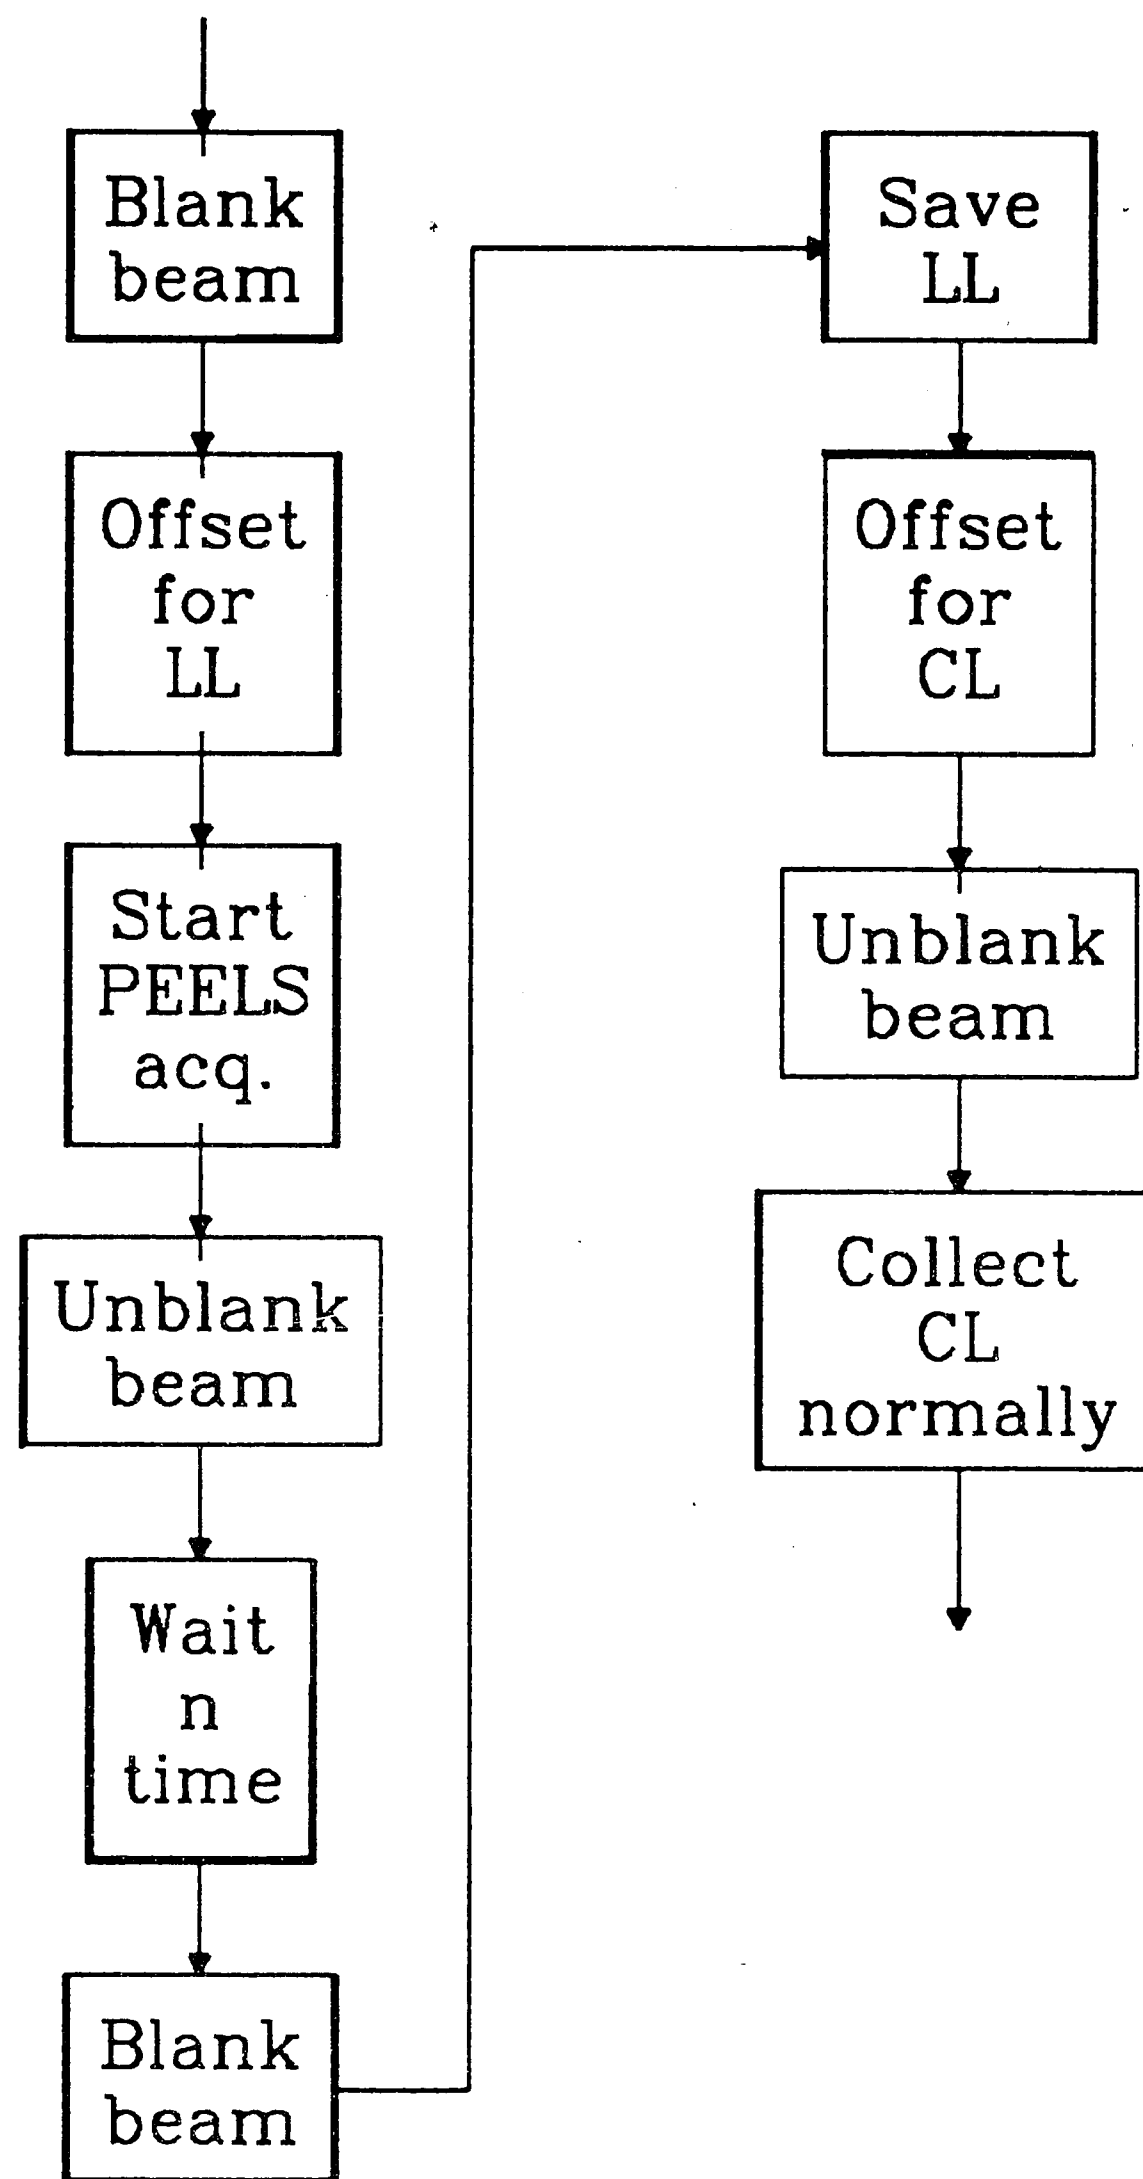 Blank
beam
Offset
for
LL
Start
PEELS
acq.
Unblank
beam
Wait
n
time
Blank
beam
Save
LL
Offset
for
CL
Unblank
beam
Collect
CL
normally